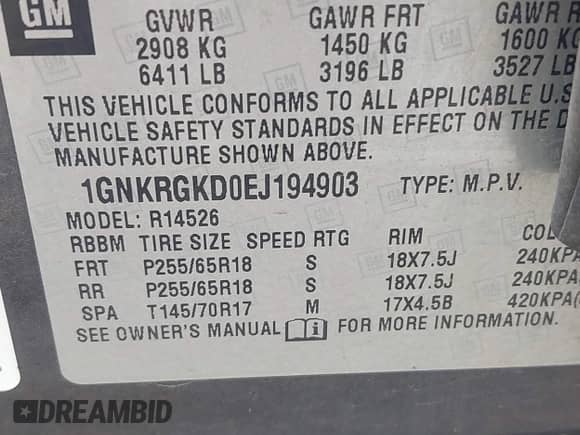 GM
GVWR GAWR FRT GAWR R
2908 KG 1450 KG 1600 KG
6411 LB 3196 LB 3527 LB
THIS VEHICLE CONFORMS TO ALL APPLICABLE U.S
VEHICLE SAFETY STANDARDS IN EFFECT ON THE D
MANUFACTURE SHOWN ABOVE.
1GNKRGKD0EJ194903 TYPE: M.P.V.
MODEL: R14526
RBBM TIRE SIZE SPEED RTG RIM COL
FRT P255/65R18 S 18X7.5J 240KPA
RR P255/65R18 S 18X7.5J 240KPA(
SPA T145/70R17 M 17X4.5B 420KPA(
SEE OWNER'S MANUAL i FOR MORE INFORMATION.
DREAMBID